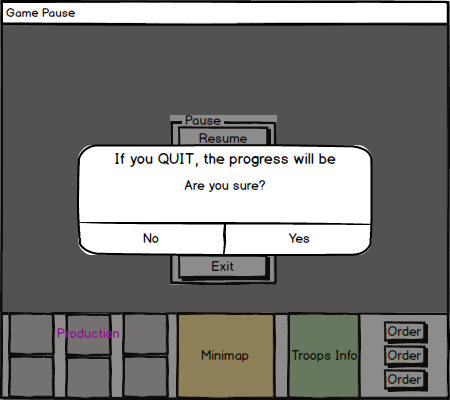 Game Pause
Pause
Resume
If you QUIT, the progress will be
Are you sure?
No
Yes
Exit
Production
Minimap
Troops Info
Order
Order
Order